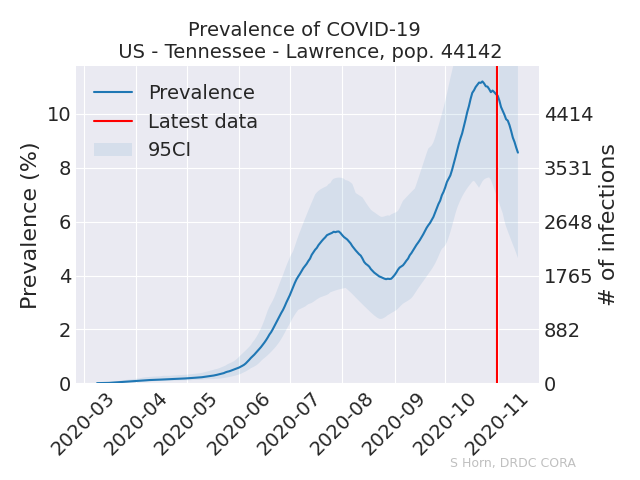 Prevalence of COVID-19
US - Tennessee - Lawrence, pop. 44142
Prevalence
Latest data
95CI
Prevalence (%)
10
8
6
4
2
0
4414
3531
2648
1765
882
0
# of infections
2020-03
2020-04
2020-05
2020-06
2020-07
2020-08
2020-09
2020-10
2020-11
S Horn, DRDC CORA